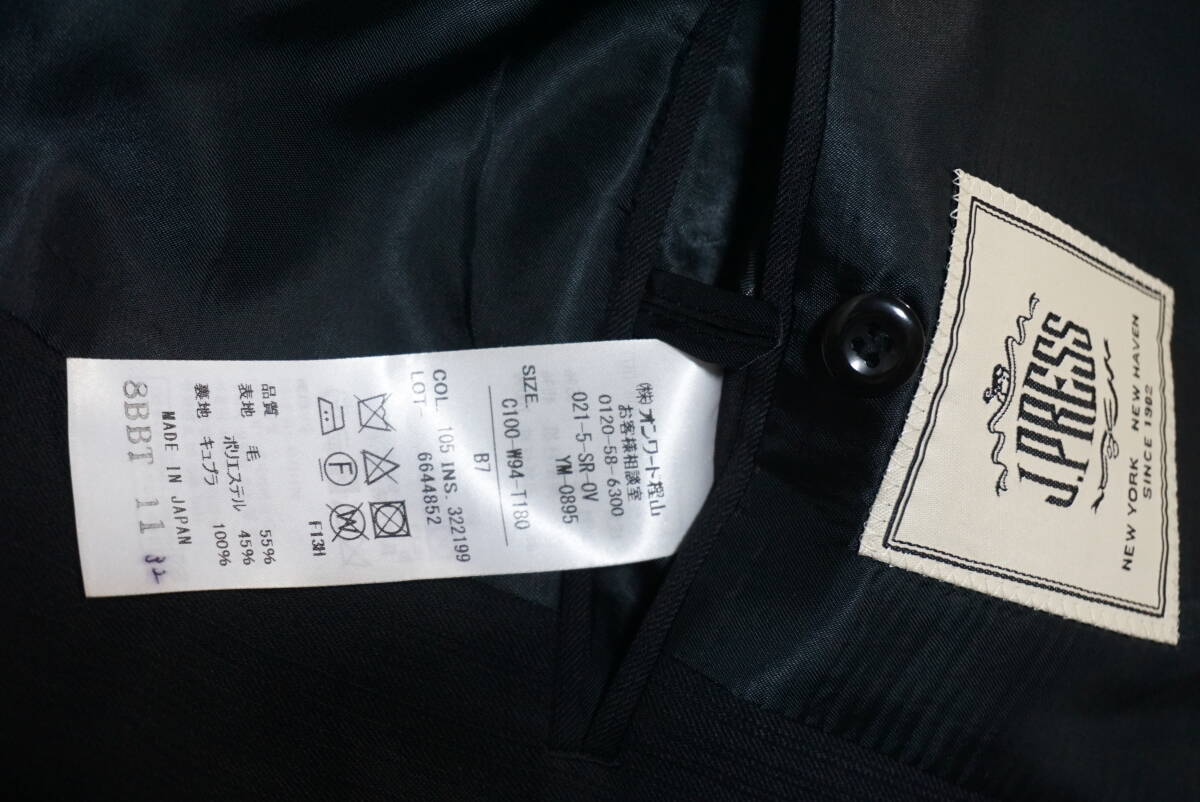 ㈱オンワード樫山
お客様相談室
0120-58-6300
021-5-SR-OV
YM-0895
SIZE.
B7
C100-W94-T180
COL. 105 INS. 322199
LOT- 6644852
F
W
F13M
品質
表地 毛 55%
ポリエステル 45%
裏地 キュプラ 100%
MADE IN JAPAN
8BBT 11
32
J.PRESS
NEW YORK NEW HAVEN
SINCE 1902